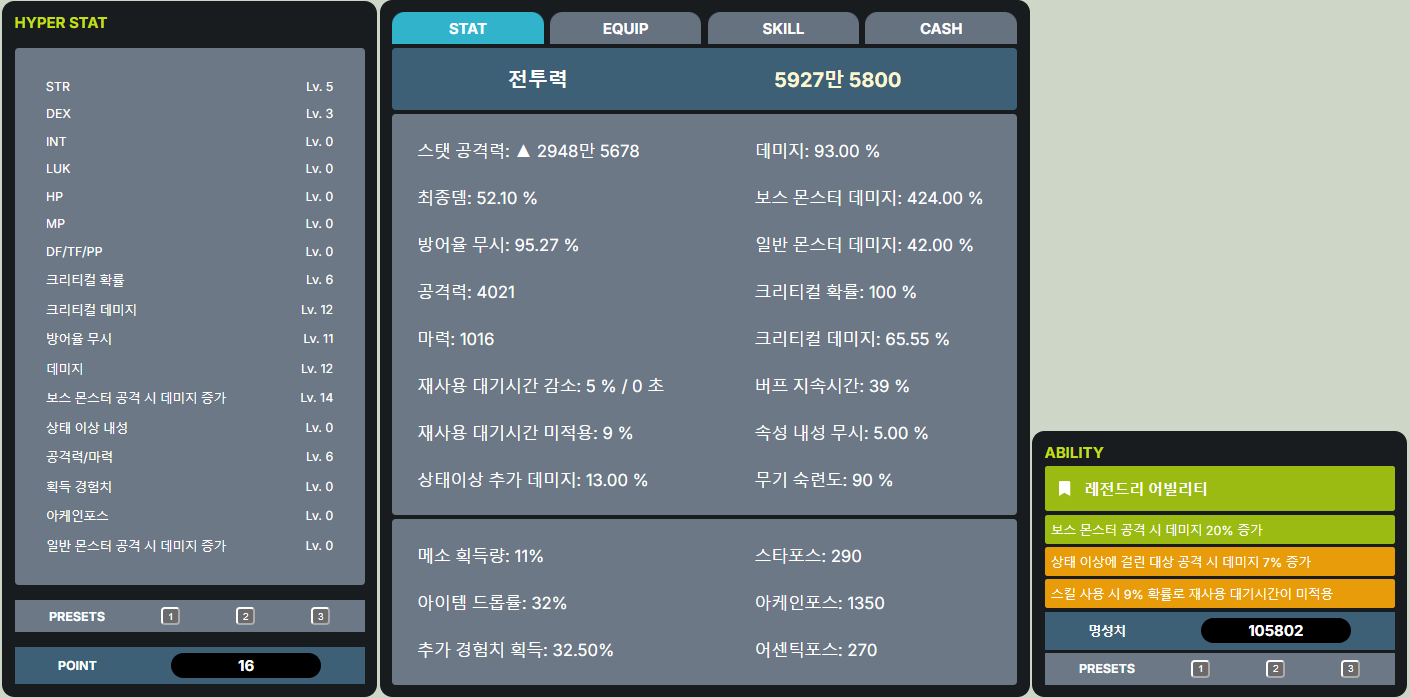 HYPER STAT
STR Lv. 5
DEX Lv. 3
INT Lv. 0
LUK Lv. 0
HP Lv. 0
MP Lv. 0
DF/TF/PP Lv. 0
크리티컬 확률 Lv. 6
크리티컬 데미지 Lv. 12
방어율 무시 Lv. 11
데미지 Lv. 12
보스 몬스터 공격 시 데미지 증가 Lv. 14
상태 이상 내성 Lv. 0
공격력/마력 Lv. 6
획득 경험치 Lv. 0
아케인포스 Lv. 0
일반 몬스터 공격 시 데미지 증가 Lv. 0
PRESETS 1 2 3
POINT 16
STAT EQUIP SKILL CASH
전투력 5927만 5800
스탯 공격력: ▲ 2948만 5678 데미지: 93.00 %
최종뎀: 52.10 % 보스 몬스터 데미지: 424.00 %
방어율 무시: 95.27 % 일반 몬스터 데미지: 42.00 %
공격력: 4021 크리티컬 확률: 100 %
마력: 1016 크리티컬 데미지: 65.55 %
재사용 대기시간 감소: 5 % / 0 초 버프 지속시간: 39 %
재사용 대기시간 미적용: 9 % 속성 내성 무시: 5.00 %
상태이상 추가 데미지: 13.00 % 무기 숙련도: 90 %
메소 획득량: 11% 스타포스: 290
아이템 드롭률: 32% 아케인포스: 1350
추가 경험치 획득: 32.50% 어센틱포스: 270
ABILITY
레전드리 어빌리티
보스 몬스터 공격 시 데미지 20% 증가
상태 이상에 걸린 대상 공격 시 데미지 7% 증가
스킬 사용 시 9% 확률로 재사용 대기시간이 미적용
명성치 105802
PRESETS 1 2 3